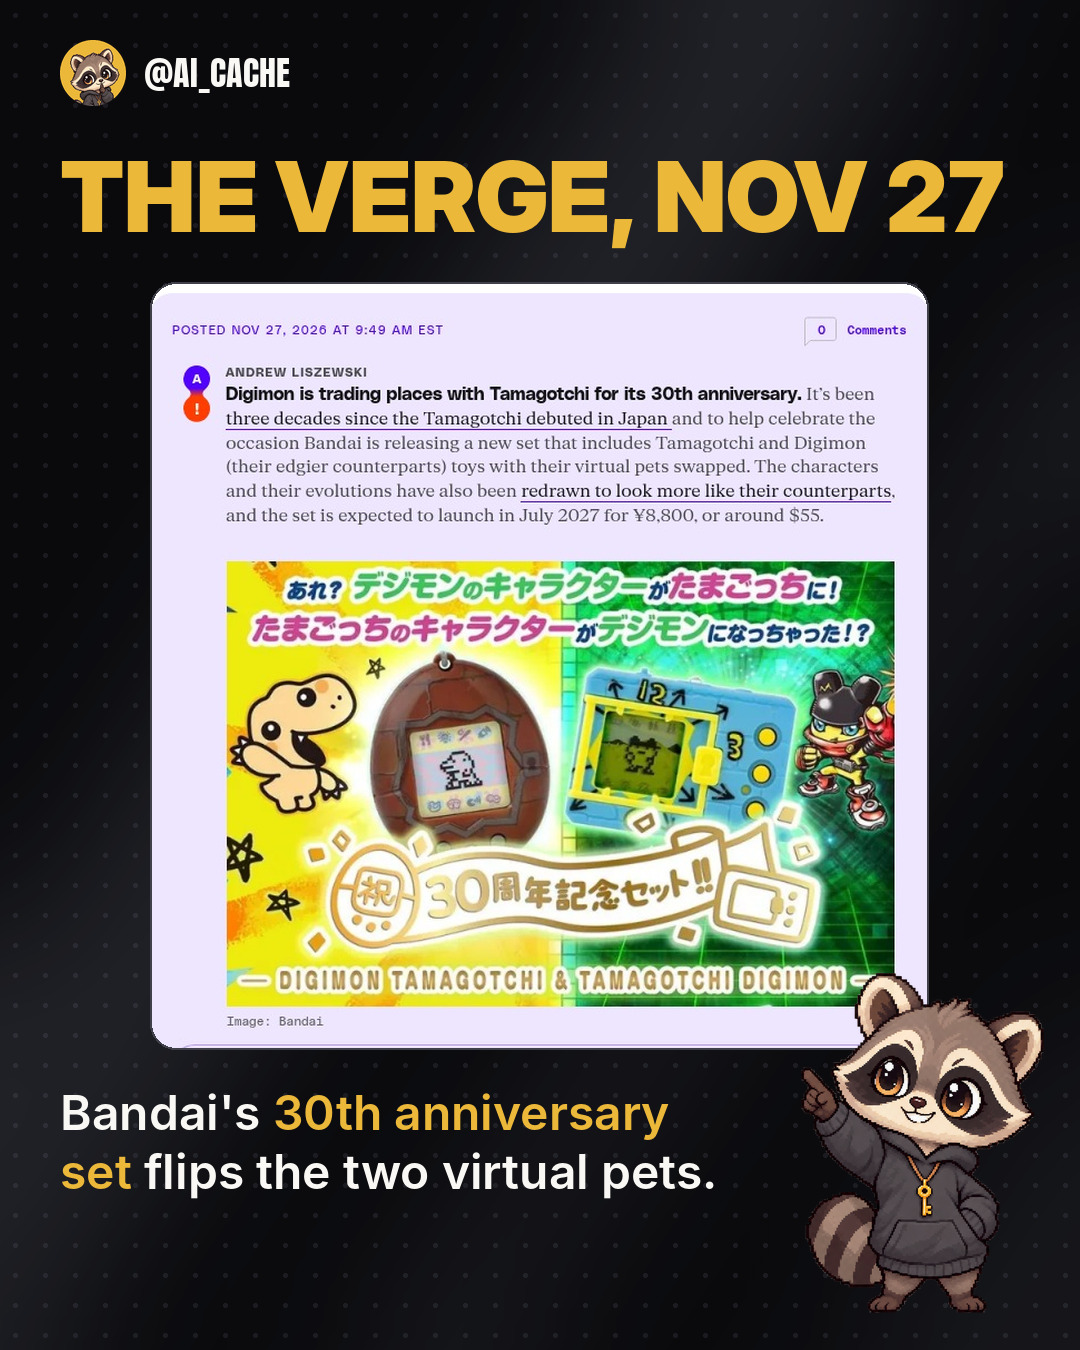 @AI_CACHE
THE VERGE, NOV 27
POSTED NOV 27, 2026 AT 9:49 AM EST
0 Comments
A
!
ANDREW LISZEWSKI
Digimon is trading places with Tamagotchi for its 30th anniversary. It's been
three decades since the Tamagotchi debuted in Japan and to help celebrate the
occasion Bandai is releasing a new set that includes Tamagotchi and Digimon
(their edgier counterparts) toys with their virtual pets swapped. The characters
and their evolutions have also been redrawn to look more like their counterparts,
and the set is expected to launch in July 2027 for ¥8,800, or around $55.
あれ? デジモンのキャラクターがたまごっちに!
たまごっちのキャラクターがデジモンになっちゃった!?
12
3
祝 30周年記念セット!!
— DIGIMON TAMAGOTCHI & TAMAGOTCHI DIGIMON —
Image: Bandai
Bandai's 30th anniversary
set flips the two virtual pets.